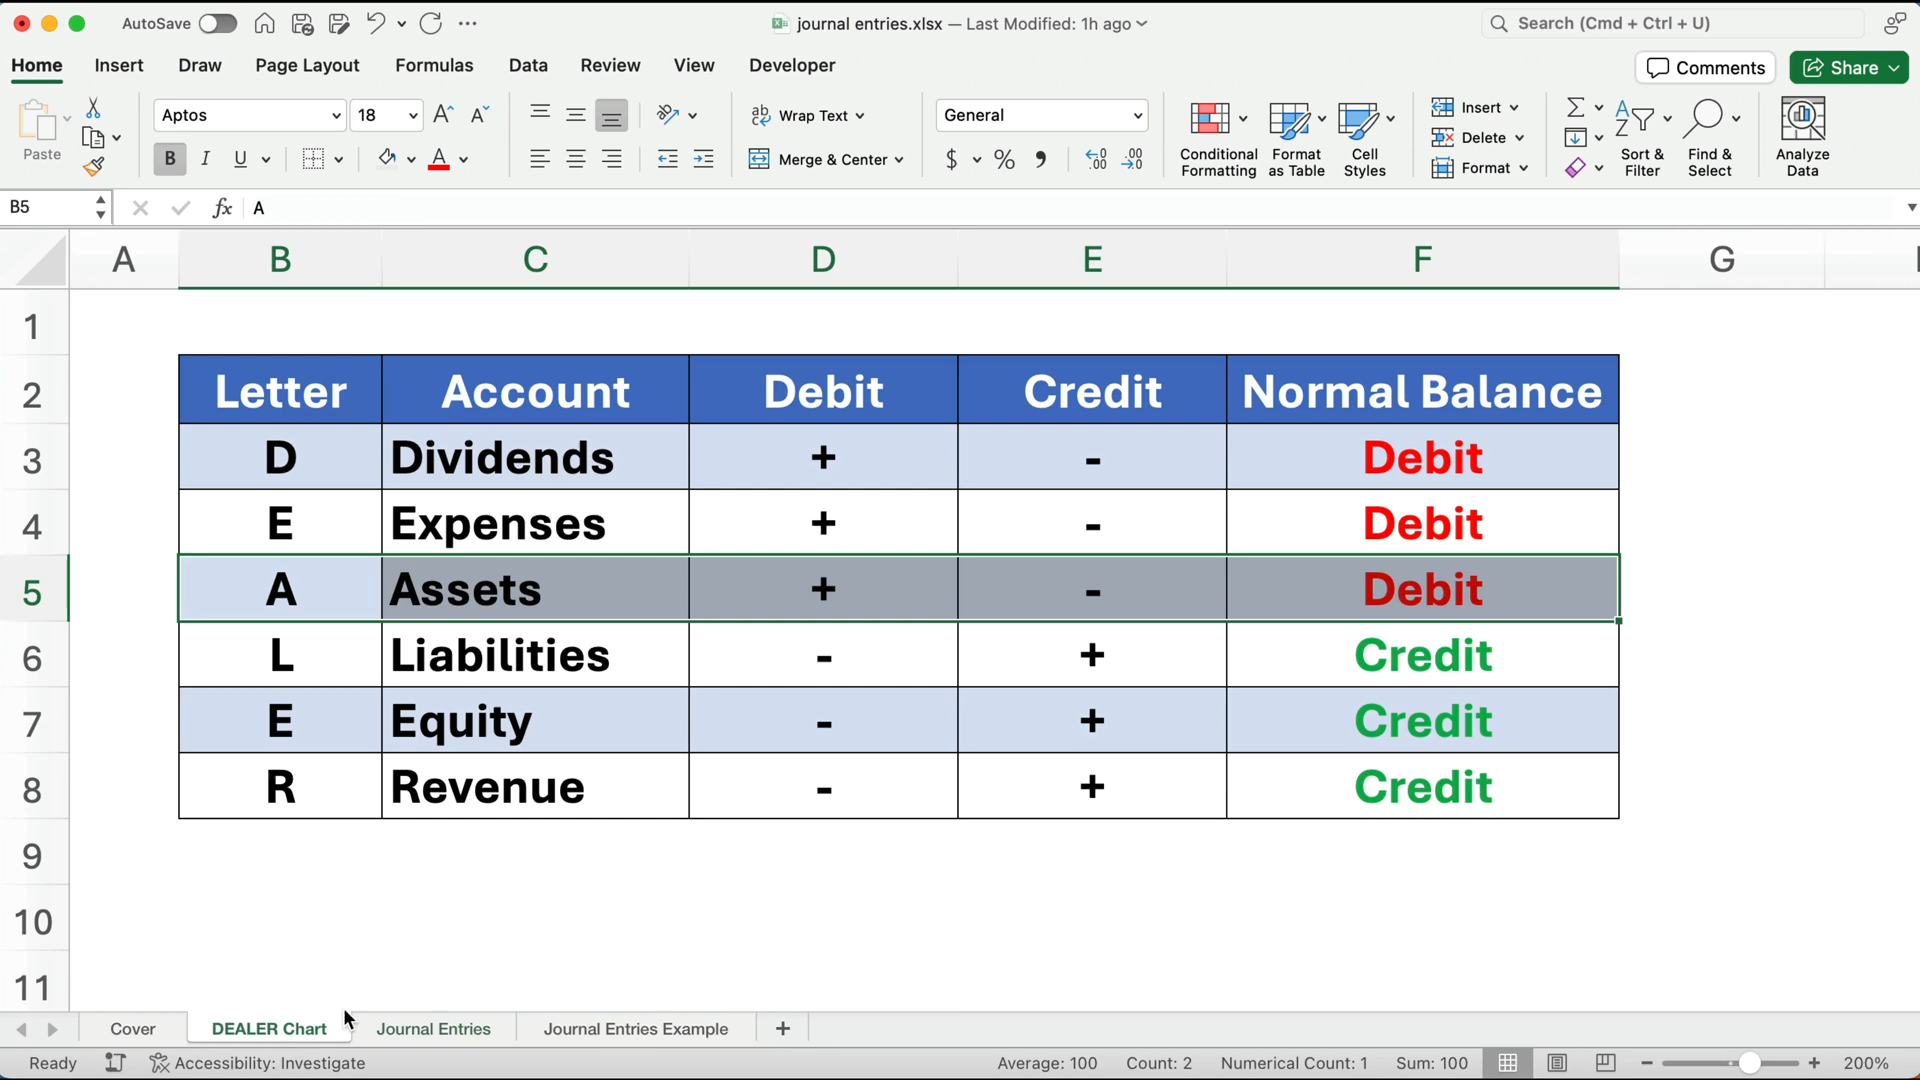 AutoSave
journal entries.xlsx — Last Modified: 1h ago
Search (Cmd + Ctrl + U)
Home Insert Draw Page Layout Formulas Data Review View Developer
Comments
Share
Paste
Aptos
18
Wrap Text
General
Insert
Delete
Format
Conditional Formatting
Format as Table
Cell Styles
Sort & Filter
Find & Select
Analyze Data
B I U
Merge & Center
$ % ,
B5
fx A
A B C D E F G
1
2 Letter Account Debit Credit Normal Balance
3 D Dividends + - Debit
4 E Expenses + - Debit
5 A Assets + - Debit
6 L Liabilities - + Credit
7 E Equity - + Credit
8 R Revenue - + Credit
9
10
11
Cover DEALER Chart Journal Entries Journal Entries Example +
Ready Accessibility: Investigate Average: 100 Count: 2 Numerical Count: 1 Sum: 100 200%